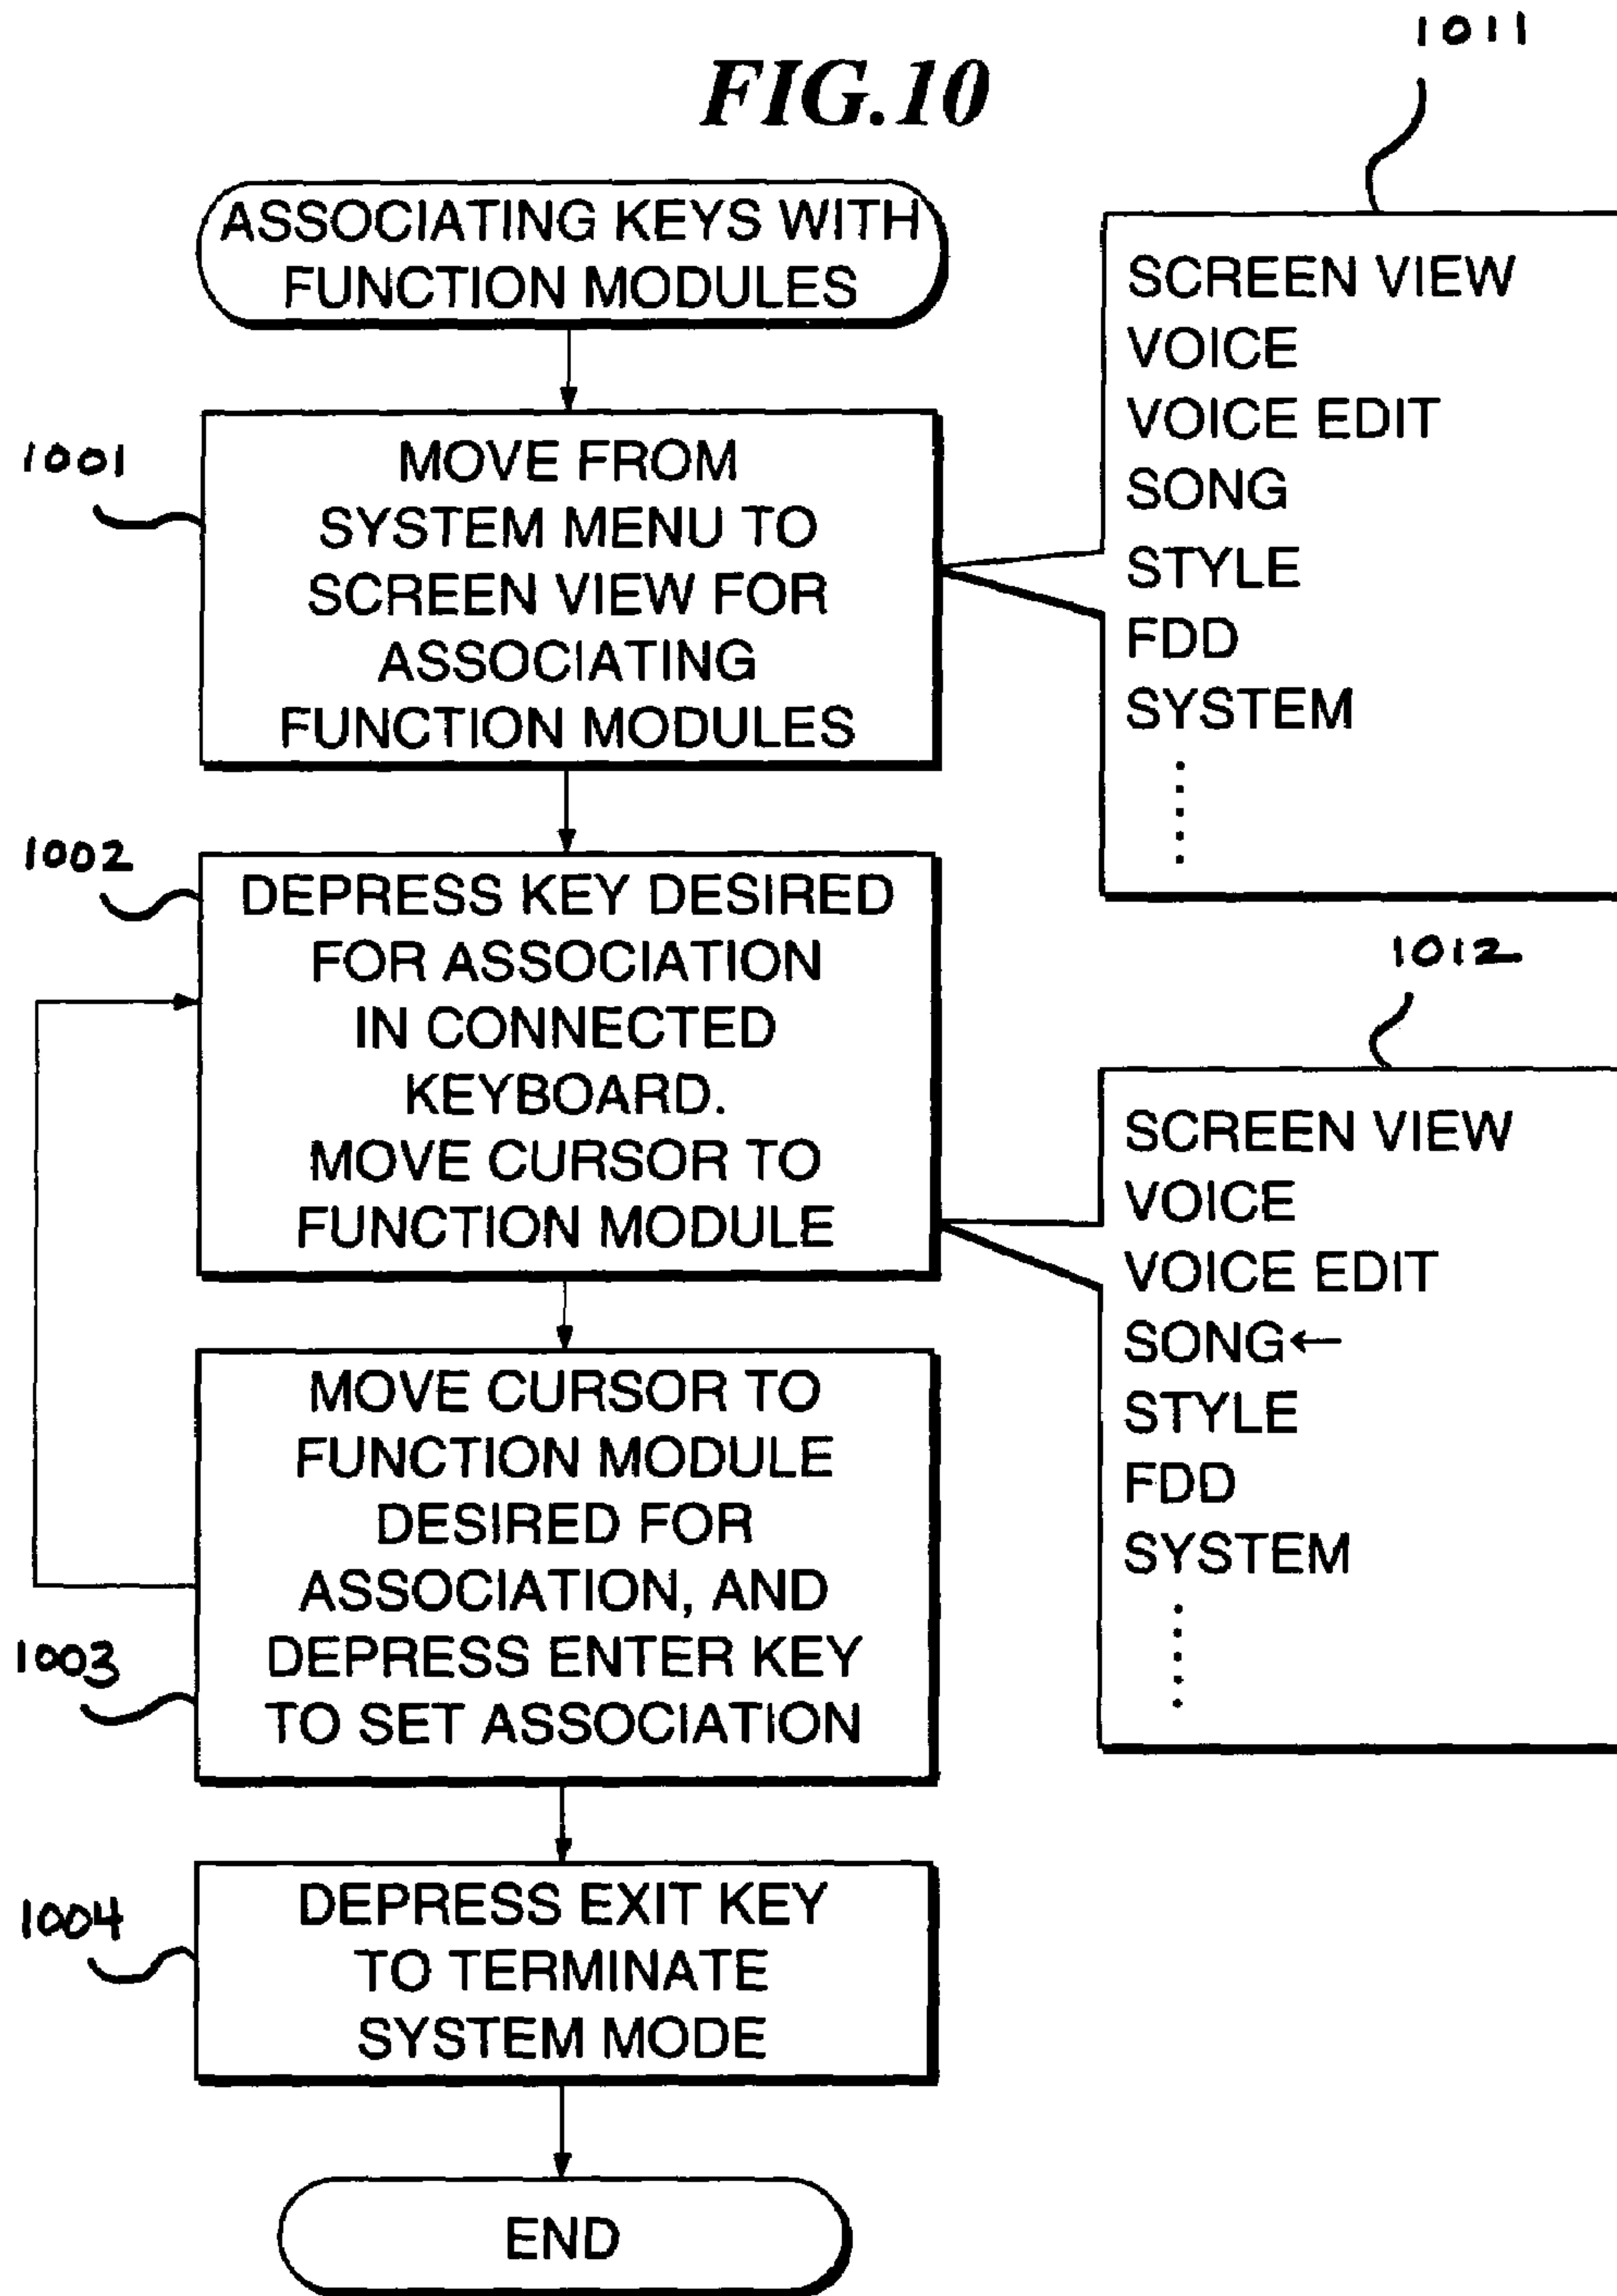 FIG.10
1011
ASSOCIATING KEYS WITH
FUNCTION MODULES
1001
MOVE FROM
SYSTEM MENU TO
SCREEN VIEW FOR
ASSOCIATING
FUNCTION MODULES
SCREEN VIEW
VOICE
VOICE EDIT
SONG
STYLE
FDD
SYSTEM
1002
DEPRESS KEY DESIRED
FOR ASSOCIATION
IN CONNECTED
KEYBOARD.
MOVE CURSOR TO
FUNCTION MODULE
1012
SCREEN VIEW
VOICE
VOICE EDIT
SONG←
STYLE
FDD
SYSTEM
1003
MOVE CURSOR TO
FUNCTION MODULE
DESIRED FOR
ASSOCIATION, AND
DEPRESS ENTER KEY
TO SET ASSOCIATION
1004
DEPRESS EXIT KEY
TO TERMINATE
SYSTEM MODE
END